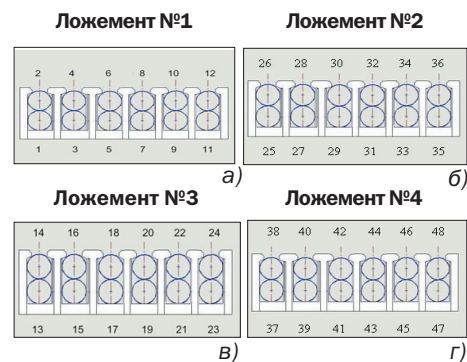 Ложемент №1
Ложемент №2
2 4 6 8 10 12
1 3 5 7 9 11
а)
26 28 30 32 34 36
25 27 29 31 33 35
б)
Ложемент №3
Ложемент №4
14 16 18 20 22 24
13 15 17 19 21 23
в)
38 40 42 44 46 48
37 39 41 43 45 47
г)